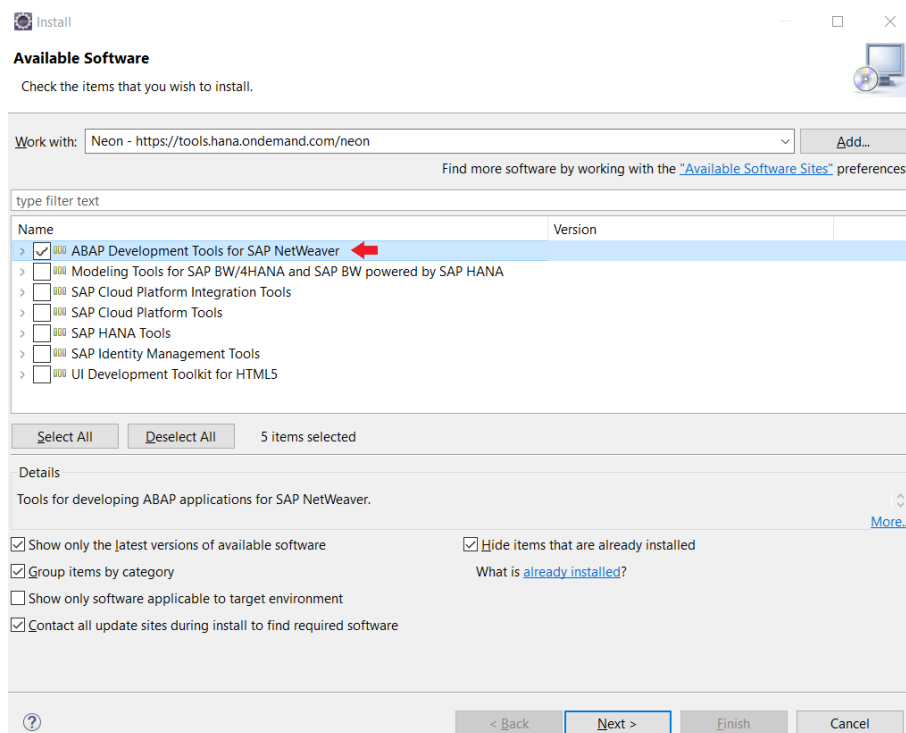 Install
Available Software
Check the items that you wish to install.
Work with: Neon - https://tools.hana.ondemand.com/neon Add...
Find more software by working with the "Available Software Sites" preferences
type filter text
Name Version
ABAP Development Tools for SAP NetWeaver
Modeling Tools for SAP BW/4HANA and SAP BW powered by SAP HANA
SAP Cloud Platform Integration Tools
SAP Cloud Platform Tools
SAP HANA Tools
SAP Identity Management Tools
UI Development Toolkit for HTML5
Select All Deselect All 5 items selected
Details
Tools for developing ABAP applications for SAP NetWeaver.
More..
Show only the latest versions of available software Hide items that are already installed
Group items by category What is already installed?
Show only software applicable to target environment
Contact all update sites during install to find required software
? < Back Next > Finish Cancel